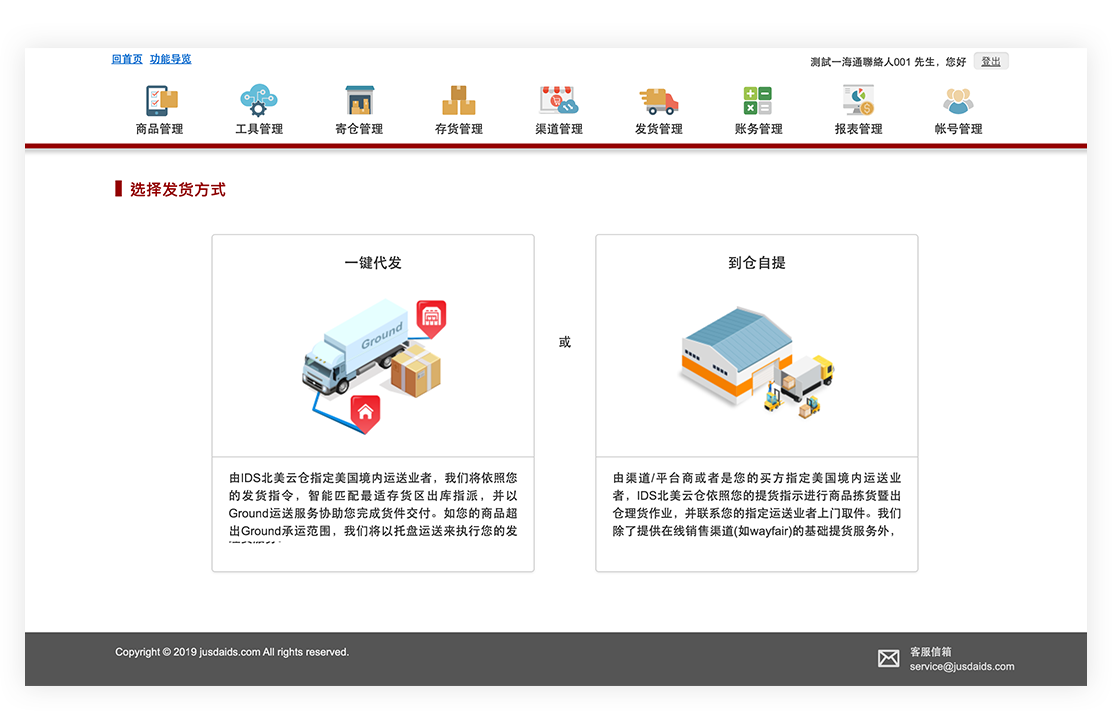 回首页 功能导览
测試一海通聯絡人001 先生，您好 登出
商品管理 工具管理 寄仓管理 存货管理 渠道管理 发货管理 账务管理 报表管理 帐号管理
选择发货方式
一键代发
Ground
由IDS北美云仓指定美国境内运送业者，我们将依照您
的发货指令，智能匹配最适存货区出库指派，并以
Ground运送服务协助您完成货件交付。如您的商品超
出Ground承运范围，我们将以托盘运送来执行您的发
或
到仓自提
由渠道/平台商或者是您的买方指定美国境内运送业
者，IDS北美云仓依照您的提货指示进行商品拣货暨出
仓理货作业，并联系您的指定运送业者上门取件。我们
除了提供在线销售渠道(如wayfair)的基础提货服务外，
Copyright © 2019 jusdaids.com All rights reserved.
客服信箱
service@jusdaids.com